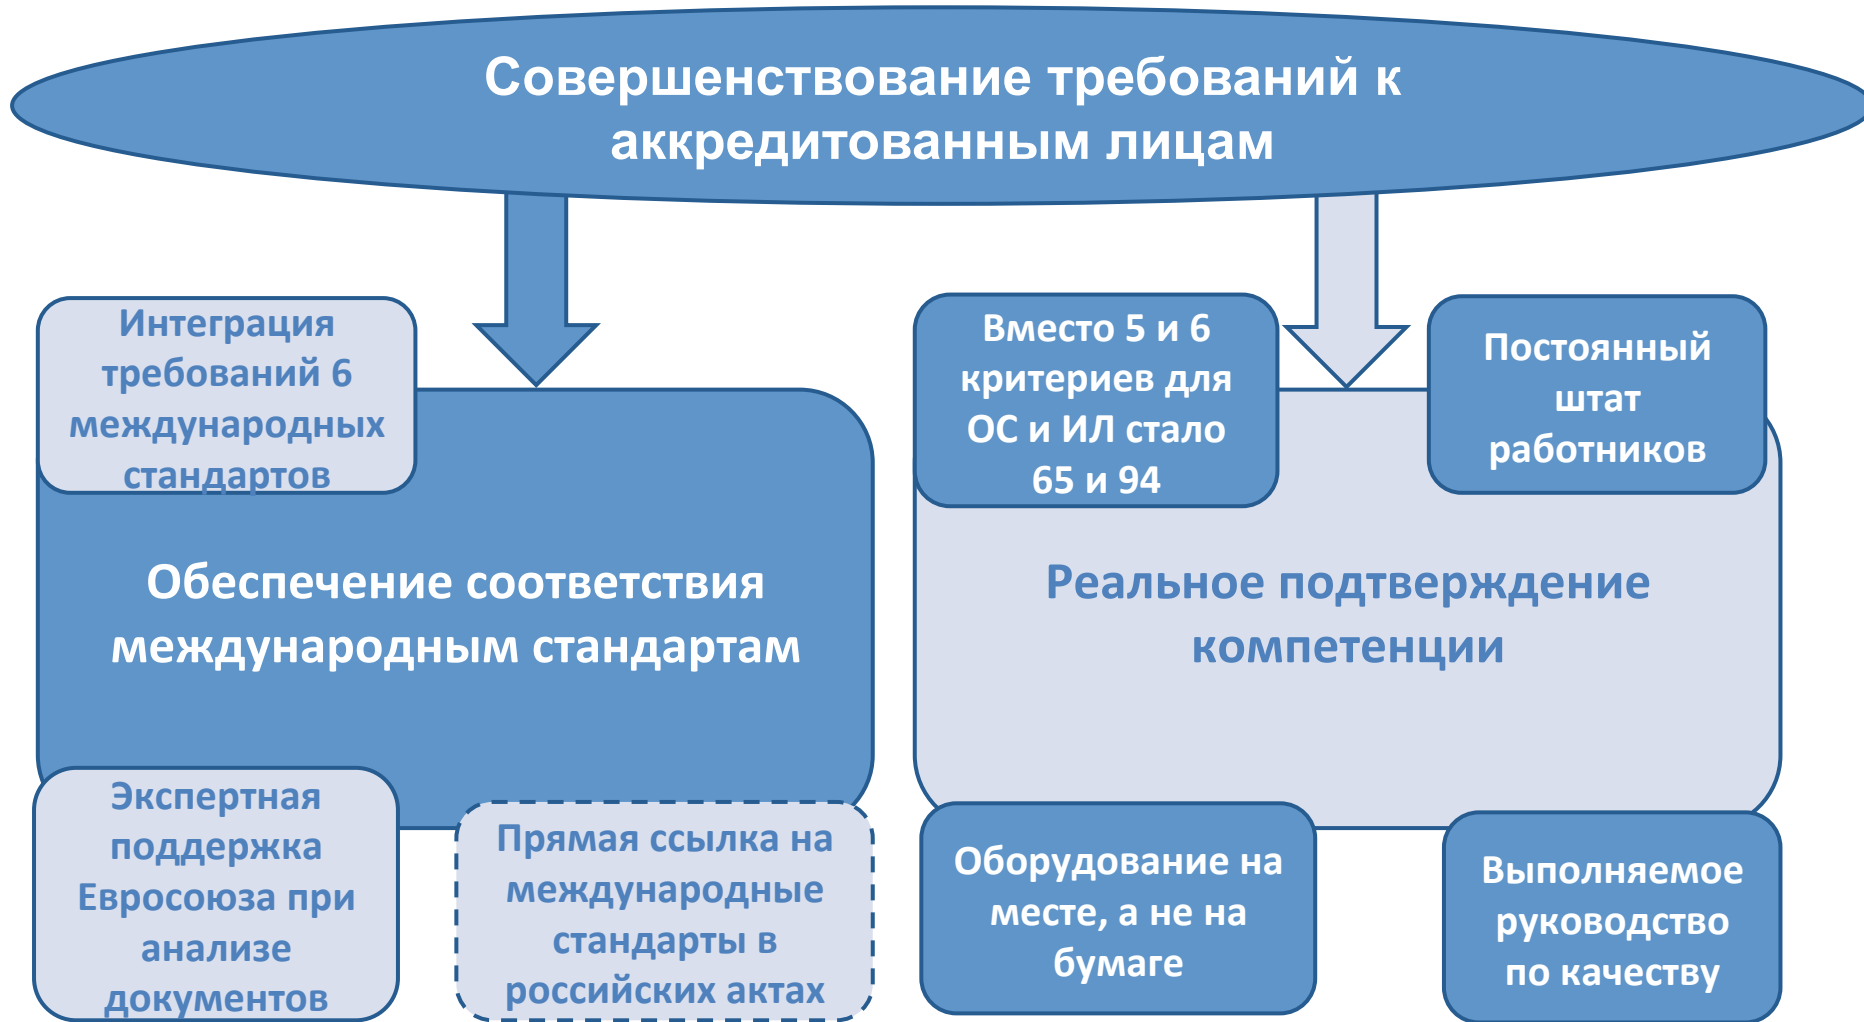 Совершенствование требований к
аккредитованным лицам
Интеграция
требований 6
международных
стандартов
Обеспечение соответствия
международным стандартам
Экспертная
поддержка
Евросоюза при
анализе
документов
Прямая ссылка на
международные
стандарты в
российских актах
Вместо 5 и 6
критериев для
ОС и ИЛ стало
65 и 94
Постоянный
штат
работников
Реальное подтверждение
компетенции
Оборудование на
месте, а не на
бумаге
Выполняемое
руководство
по качеству